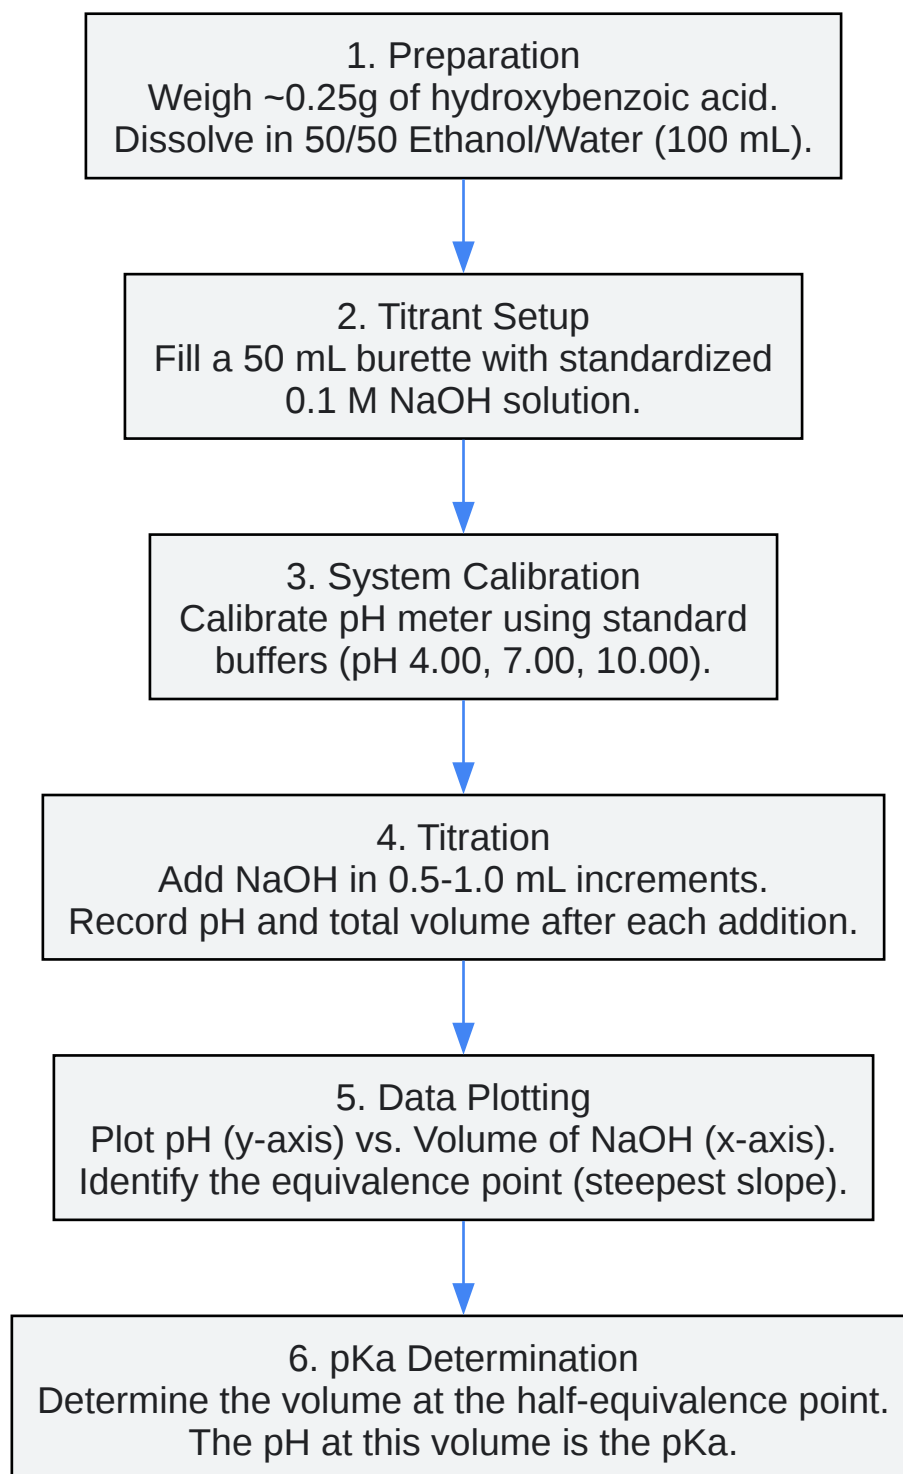 1. Preparation
Weigh ~0.25g of hydroxybenzoic acid.
Dissolve in 50/50 Ethanol/Water (100 mL).
2. Titrant Setup
Fill a 50 mL burette with standardized
0.1 M NaOH solution.
3. System Calibration
Calibrate pH meter using standard
buffers (pH 4.00, 7.00, 10.00).
4. Titration
Add NaOH in 0.5-1.0 mL increments.
Record pH and total volume after each addition.
5. Data Plotting
Plot pH (y-axis) vs. Volume of NaOH (x-axis).
Identify the equivalence point (steepest slope).
6. pKa Determination
Determine the volume at the half-equivalence point.
The pH at this volume is the pKa.